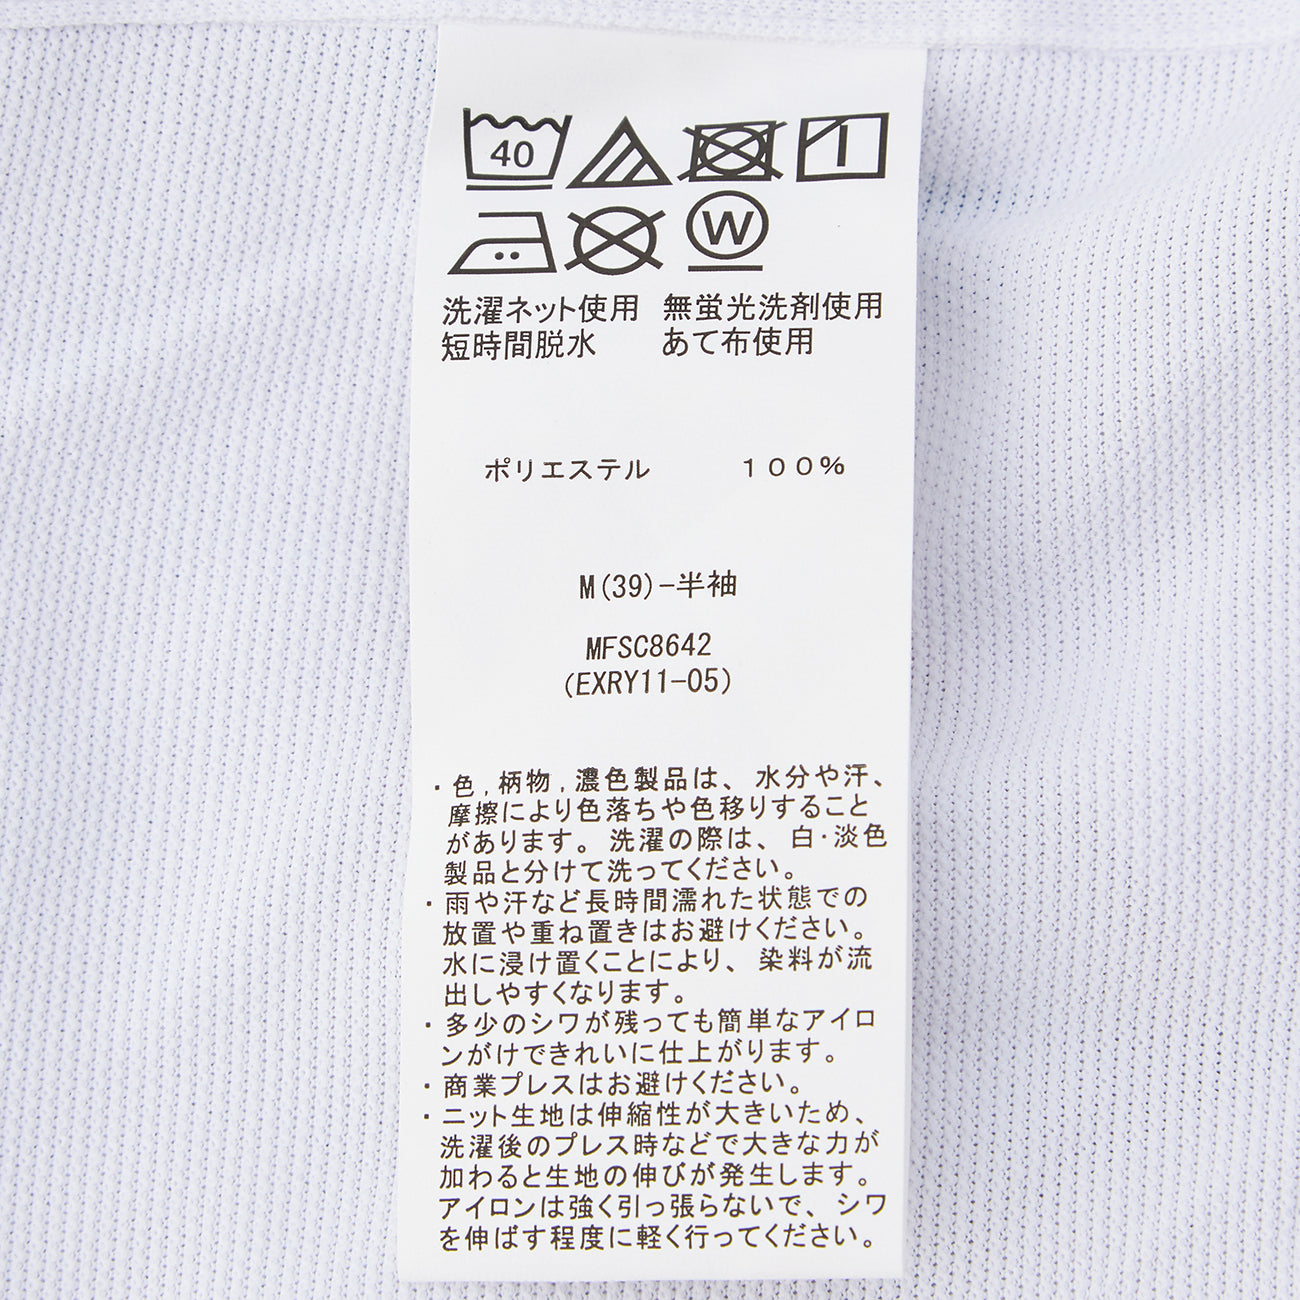 40
W
洗濯ネット使用 無蛍光洗剤使用
短時間脱水 あて布使用
ポリエステル 100%
M(39)-半袖
MFSC8642
(EXRY11-05)
・色,柄物,濃色製品は、水分や汗、
摩擦により色落ちや色移りすること
があります。洗濯の際は、白・淡色
製品と分けて洗ってください。
・雨や汗など長時間濡れた状態での
放置や重ね置きはお避けください。
水に浸け置くことにより、染料が流
出しやすくなります。
・多少のシワが残っても簡単なアイロ
ンがけできれいに仕上がります。
・商業プレスはお避けください。
・ニット生地は伸縮性が大きいため、
洗濯後のプレス時などで大きな力が
加わると生地の伸びが発生します。
アイロンは強く引っ張らないで、シワ
を伸ばす程度に軽く行ってください。